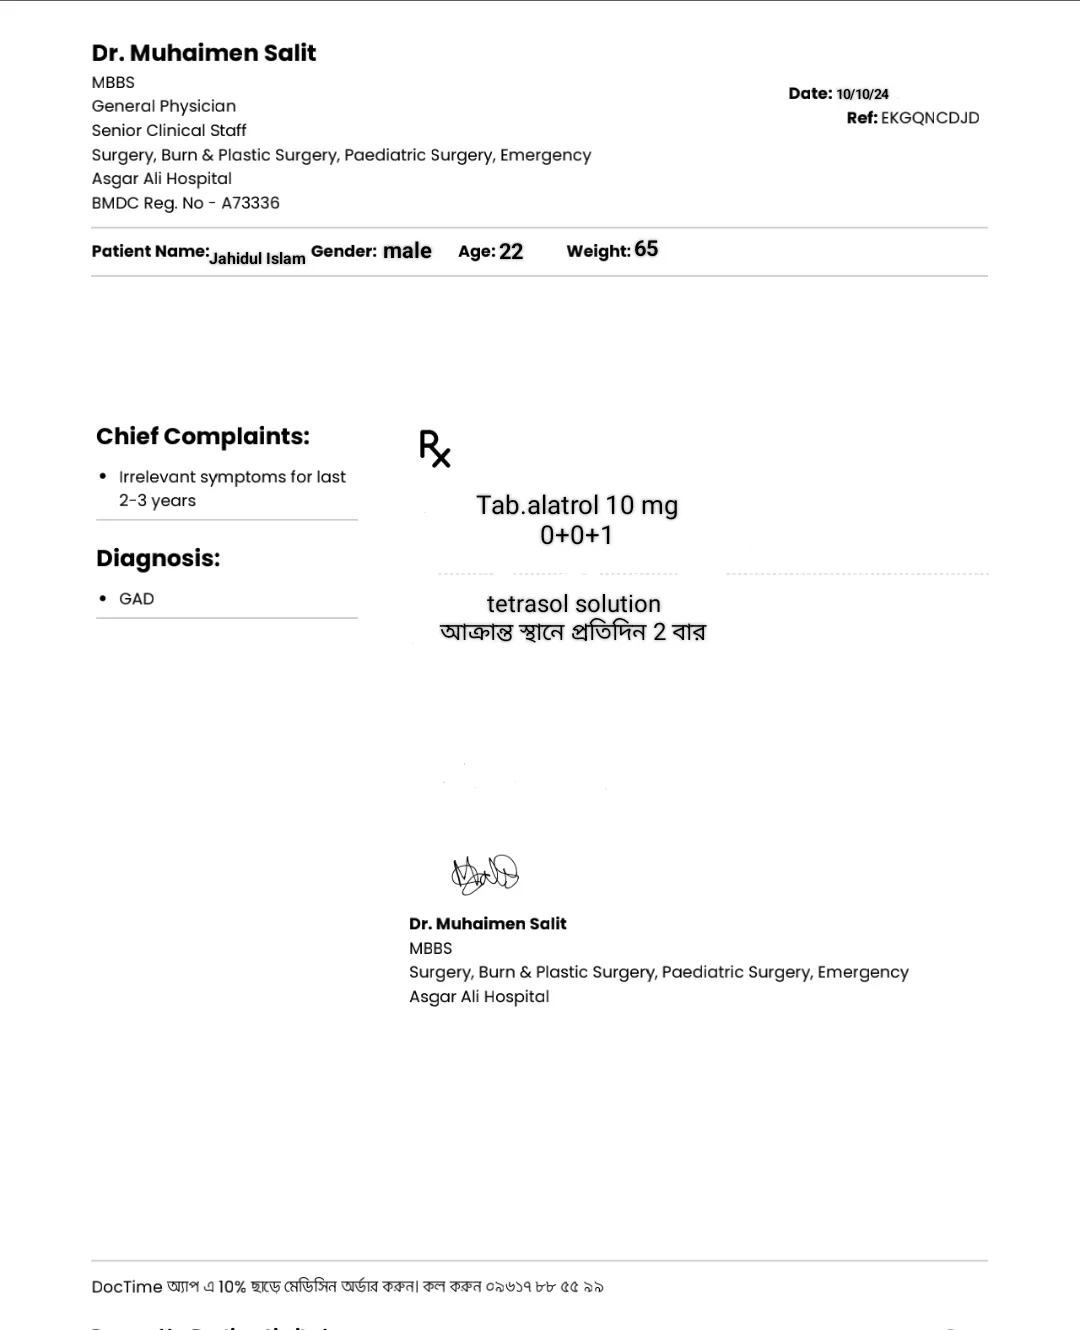 Dr. Muhaimen Salit
MBBS
General Physician
Senior Clinical Staff
Surgery, Burn & Plastic Surgery, Paediatric Surgery, Emergency
Asgar Ali Hospital
BMDC Reg. No - A73336
Date: 10/10/24
Ref: EKGQNCDJD
Patient Name: Jahidul Islam Gender: male Age: 22 Weight: 65
Chief Complaints:
• Irrelevant symptoms for last
2-3 years
Diagnosis:
• GAD
Rx
Tab.alatrol 10 mg
0+0+1
tetrasol solution
আক্রান্ত স্থানে প্রতিদিন 2 বার
Dr. Muhaimen Salit
MBBS
Surgery, Burn & Plastic Surgery, Paediatric Surgery, Emergency
Asgar Ali Hospital
DocTime অ্যাপ এ 10% ছাড়ে মেডিসিন অর্ডার করুন। কল করুন ০৯৬১৭ ৮৮ ৫৫ ৯৯